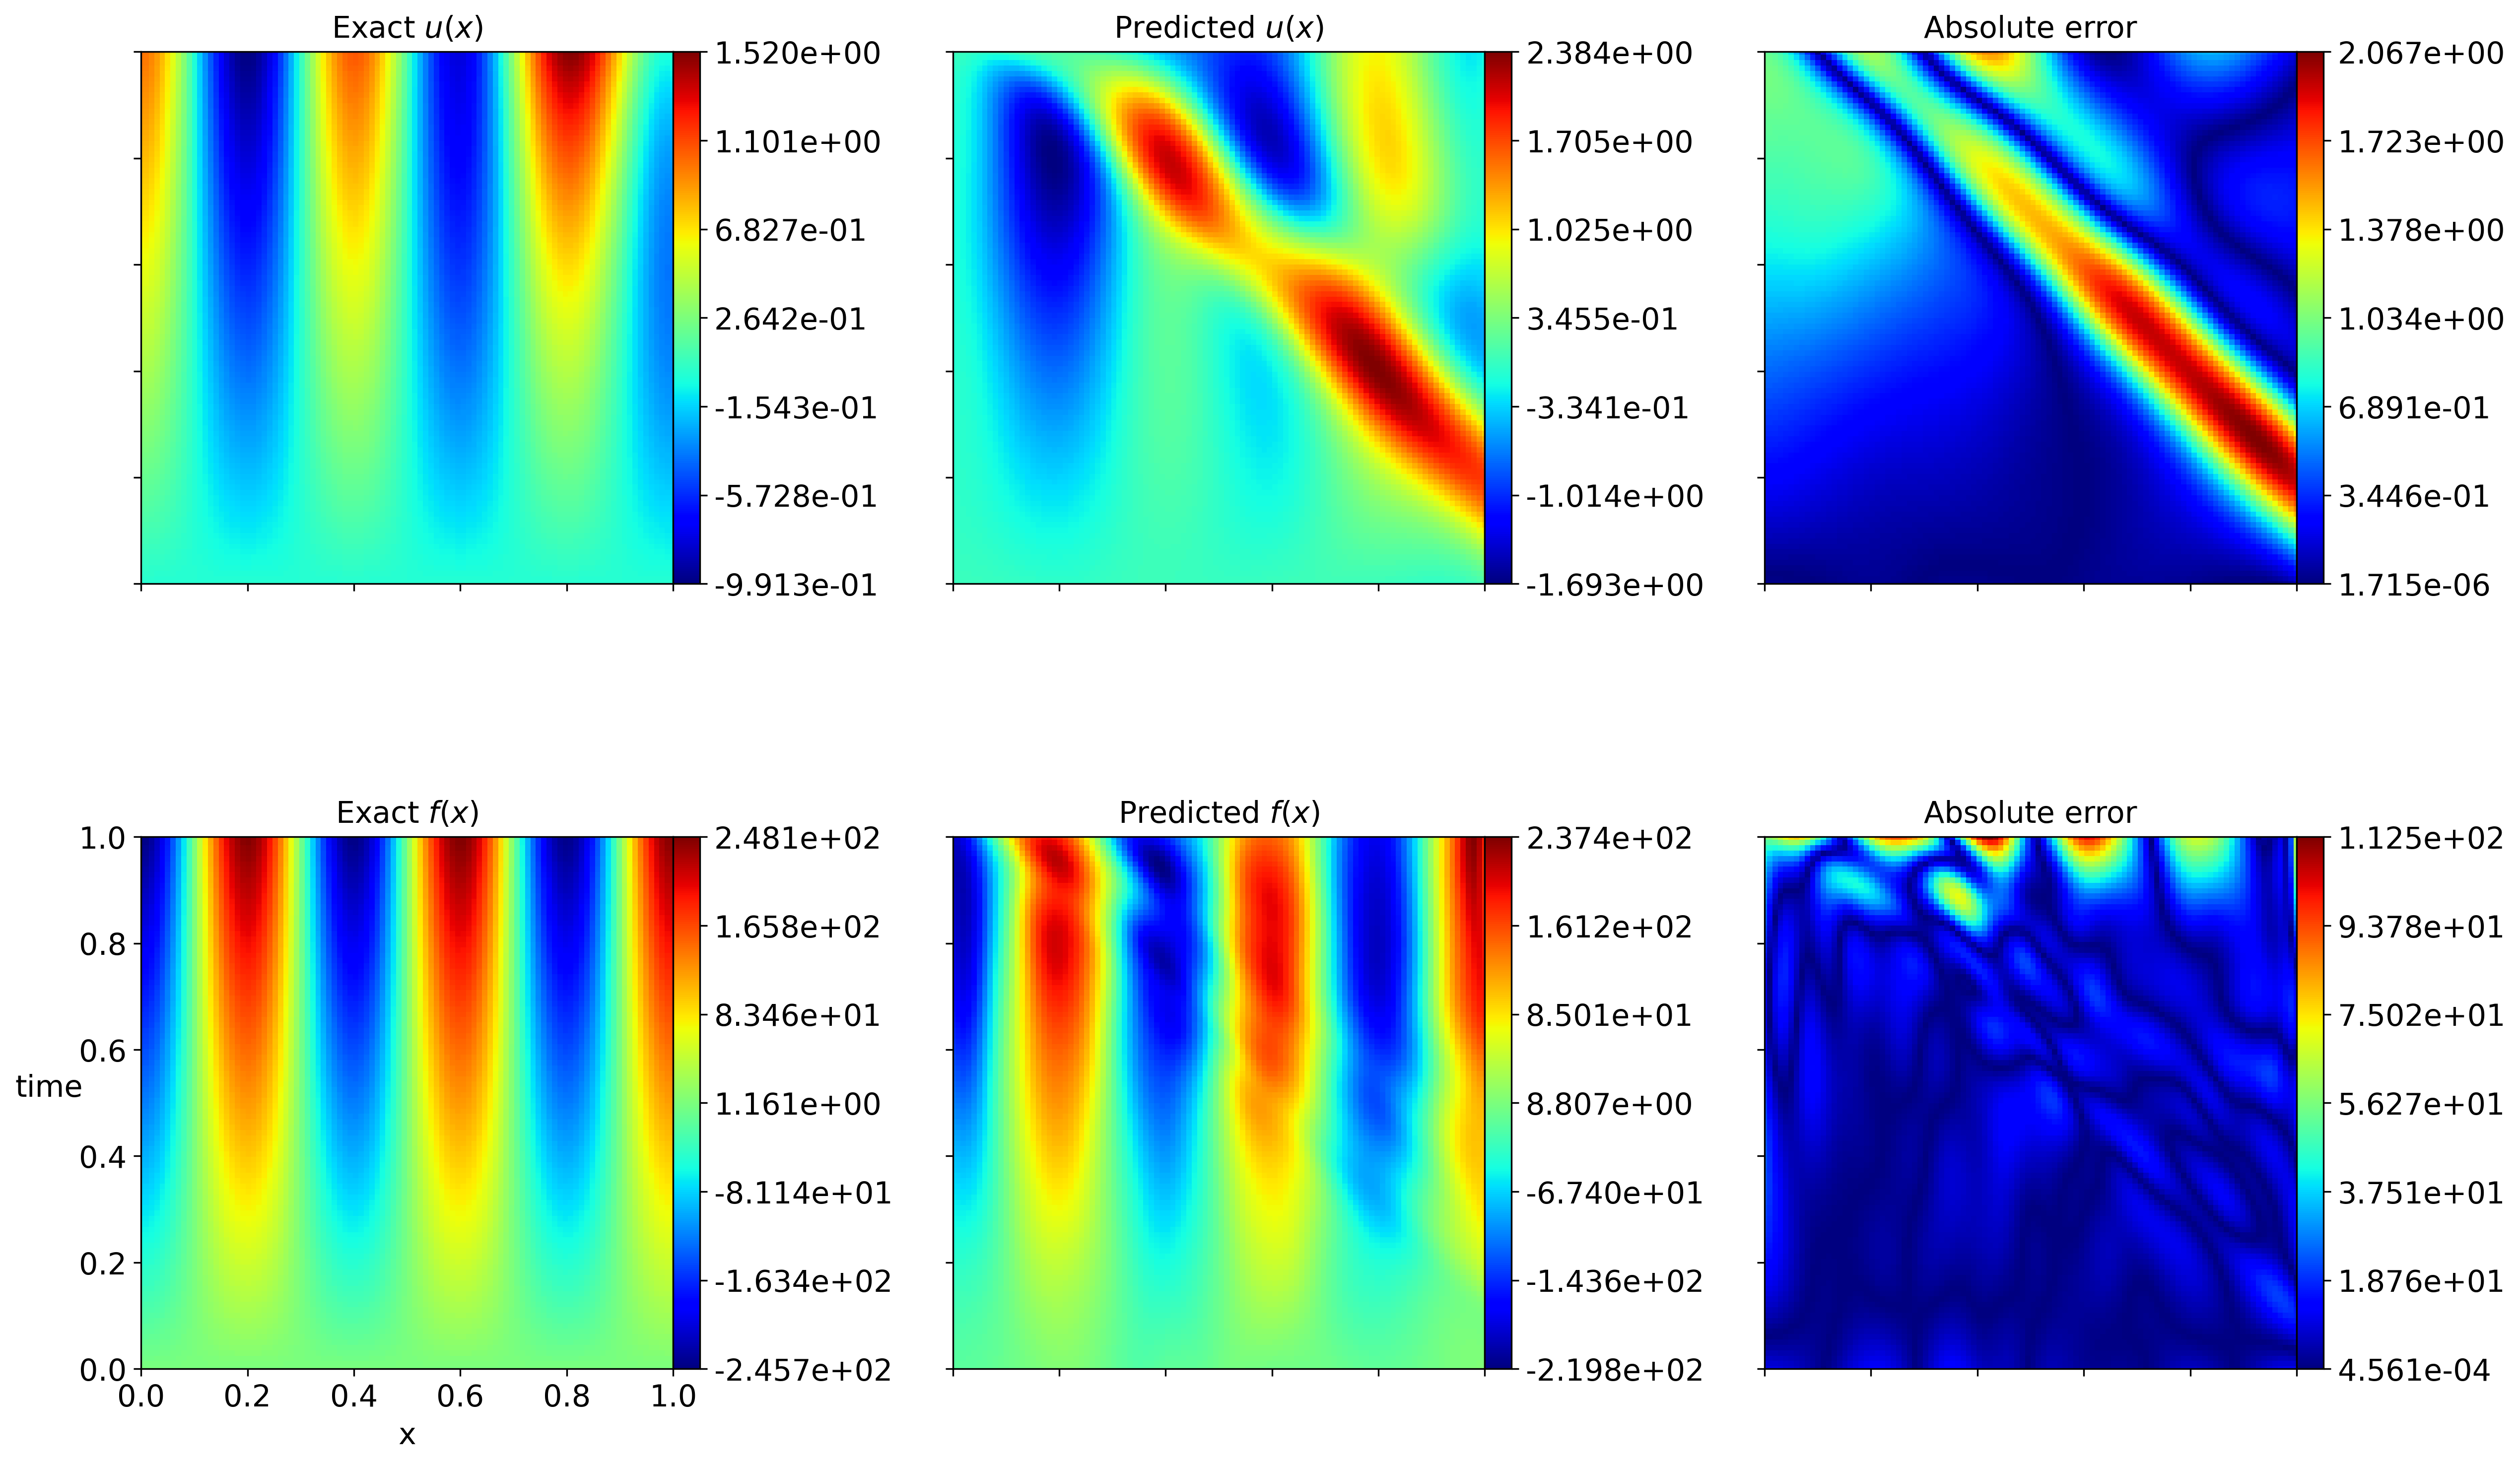 Exact u(x)
Predicted u(x)
Absolute error
1.520e+00
1.101e+00
6.827e-01
2.642e-01
-1.543e-01
-5.728e-01
-9.913e-01
2.384e+00
1.705e+00
1.025e+00
3.455e-01
-3.341e-01
-1.014e+00
-1.693e+00
2.067e+00
1.723e+00
1.378e+00
1.034e+00
6.891e-01
3.446e-01
1.715e-06
Exact f(x)
Predicted f(x)
Absolute error
1.0
0.8
0.6
time
0.4
0.2
0.0
0.0 0.2 0.4 0.6 0.8 1.0
x
2.481e+02
1.658e+02
8.346e+01
1.161e+00
-8.114e+01
-1.634e+02
-2.457e+02
2.374e+02
1.612e+02
8.501e+01
8.807e+00
-6.740e+01
-1.436e+02
-2.198e+02
1.125e+02
9.378e+01
7.502e+01
5.627e+01
3.751e+01
1.876e+01
4.561e-04